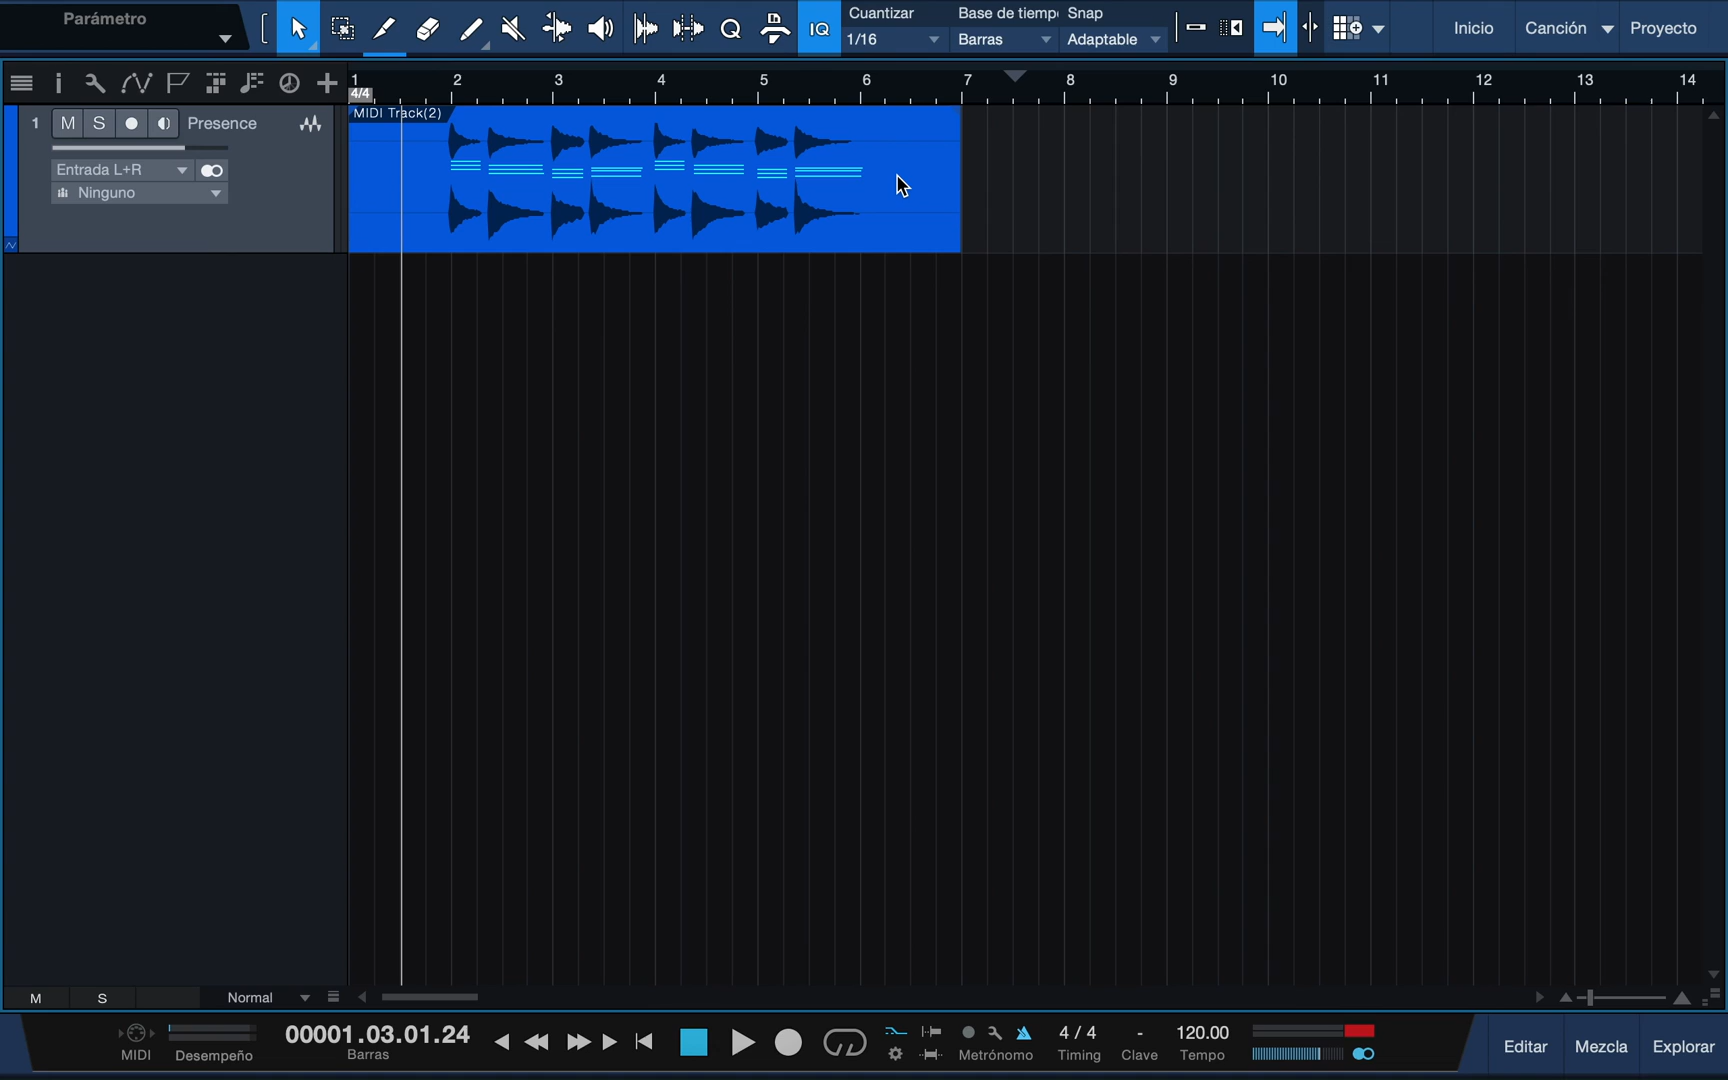 Parámetro
IQ
Cuantizar
1/16
Base de tiemp
Barras
Snap
Adaptable
Inicio
Canción
Proyecto
1 2 3 4 5 6 7 8 9 10 11 12 13 14
4/4
1 M S Presence
MIDI Track(2)
Entrada L+R
Ninguno
M S Normal
MIDI
Desempeño
00001.03.01.24
Barras
Metrónomo
4 / 4
Timing
-
Clave
120.00
Tempo
Editar
Mezcla
Explorar